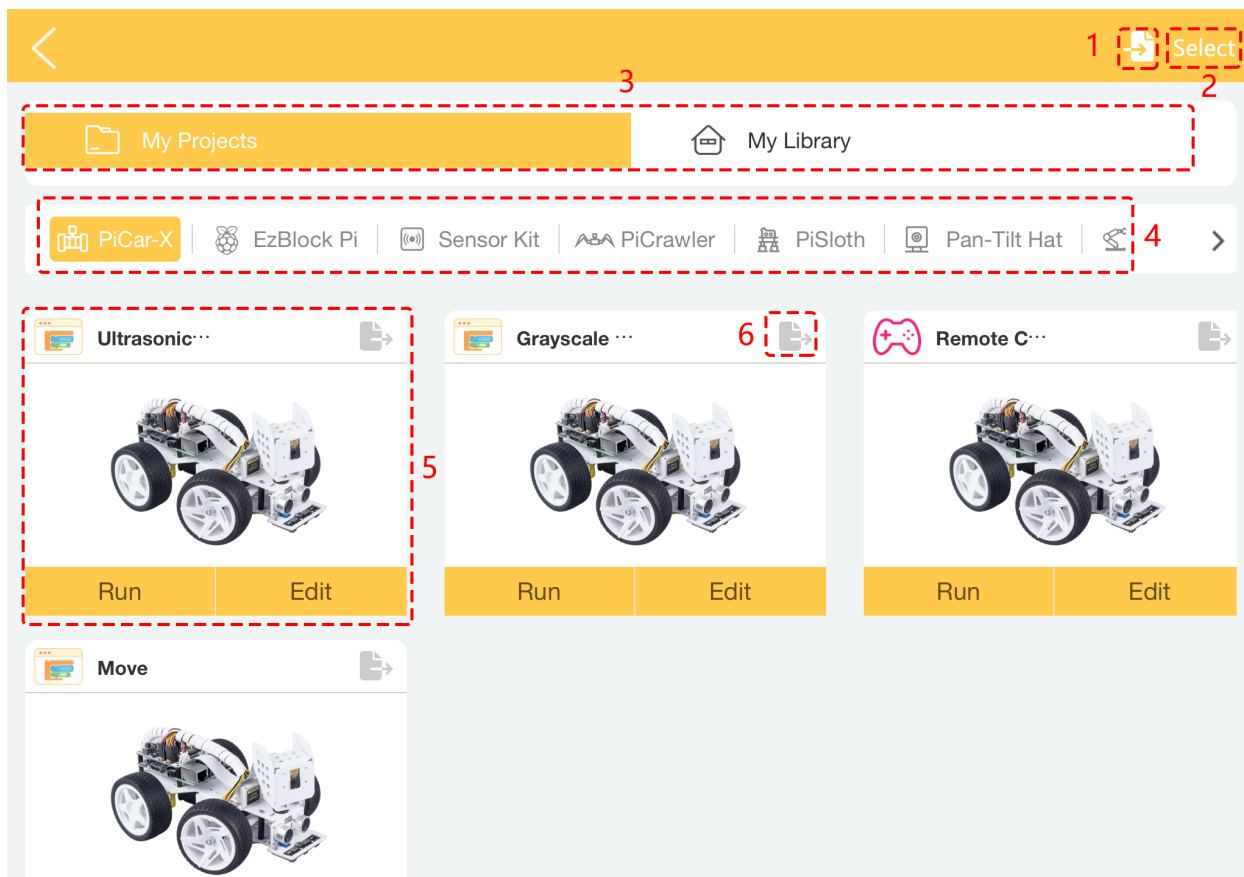 1 Select
2
3
My Projects My Library
PiCar-X EzBlock Pi Sensor Kit PiCrawler PiSloth Pan-Tilt Hat 4
Ultrasonic··· Grayscale ··· 6 Remote C···
5
Run Edit Run Edit Run Edit
Move